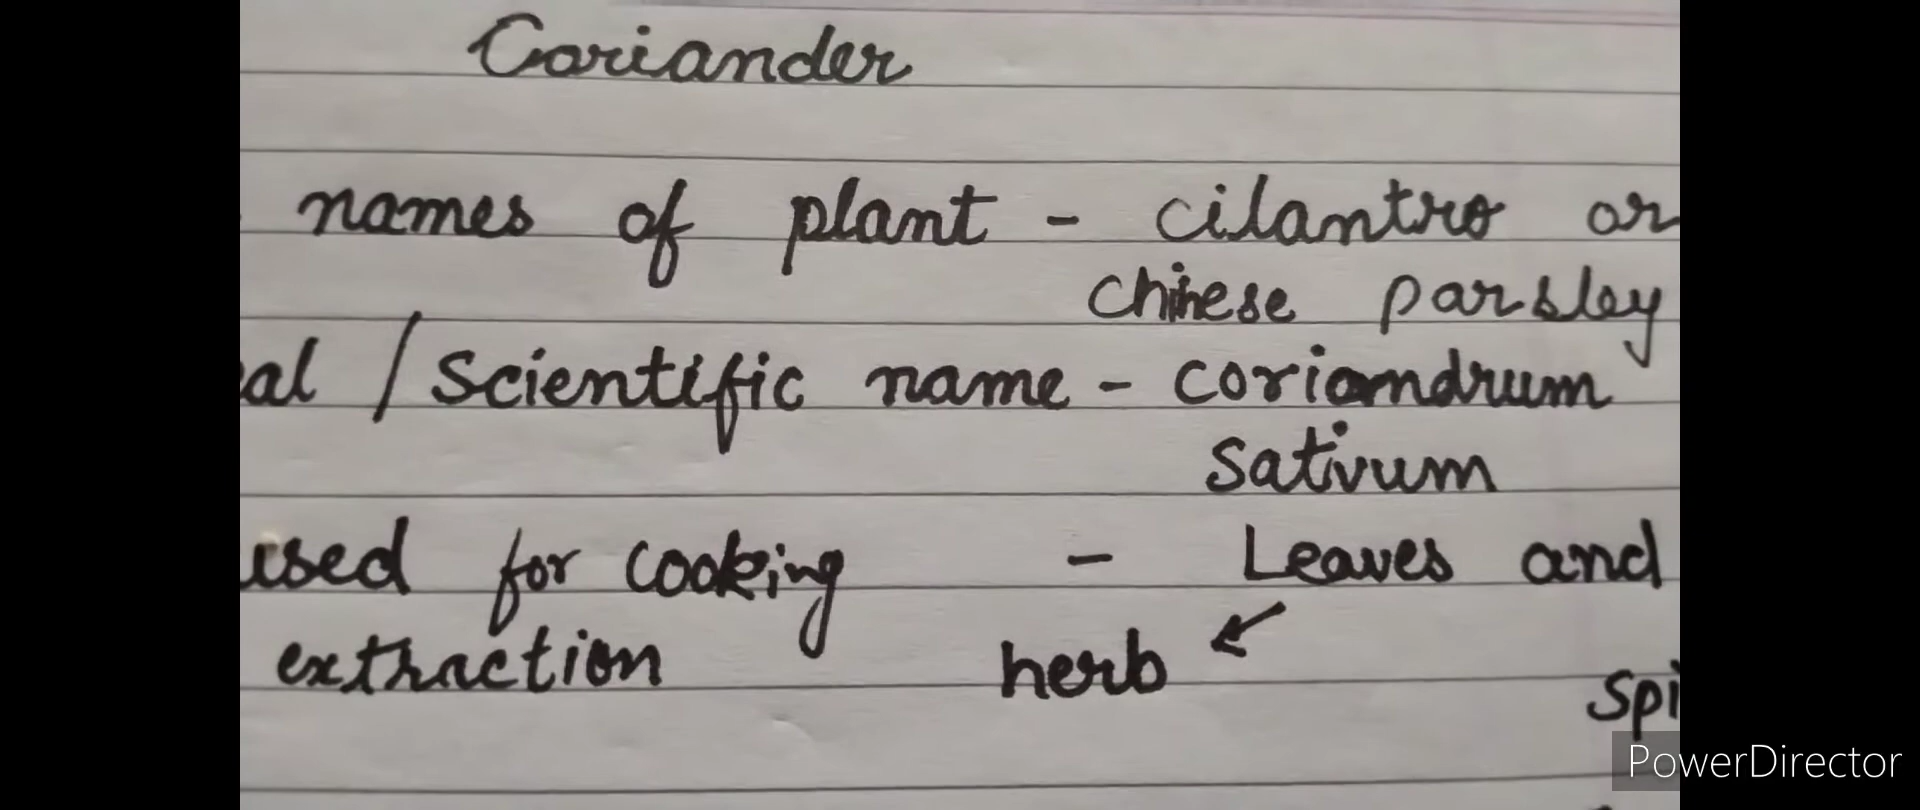 Coriander
names of plant - cilantro or
chinese parsley
al / Scientific name - coriandrum
sativum
used for cooking - Leaves and
extraction herb
spi
PowerDirector